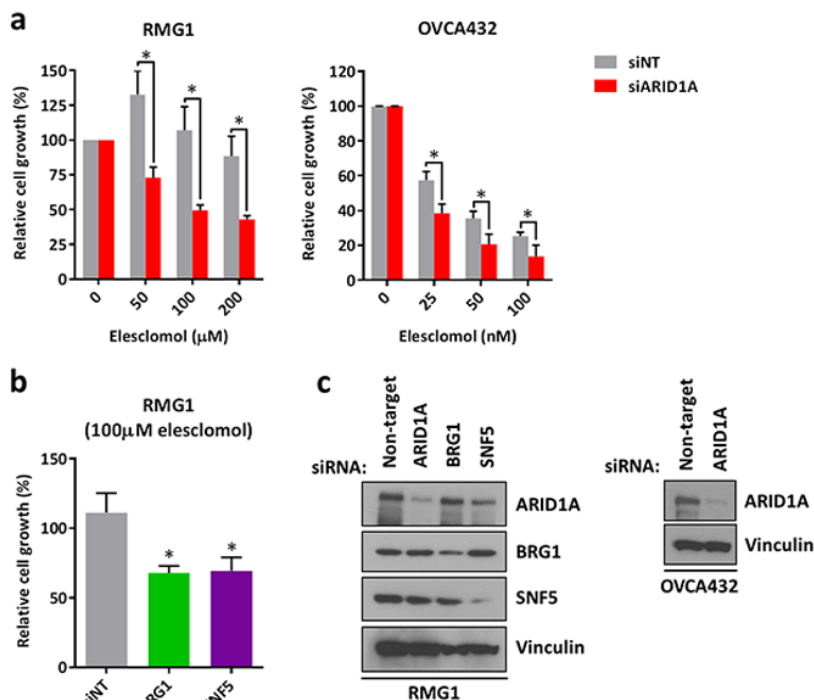 a
RMG1
OVCA432
siNT
siARID1A
Relative cell growth (%)
150
125
100
75
50
25
0
*
*
*
0
50
100
200
Elesclomol (µM)
Relative cell growth (%)
120
100
80
60
40
20
0
*
*
*
0
25
50
100
Elesclomol (nM)
b
RMG1
(100µM elesclomol)
Relative cell growth (%)
150
100
50
0
*
*
siNT
c
siRNA:
Non-target
ARID1A
BRG1
SNF5
ARID1A
BRG1
SNF5
Vinculin
RMG1
siRNA:
Non-target
ARID1A
ARID1A
Vinculin
OVCA432